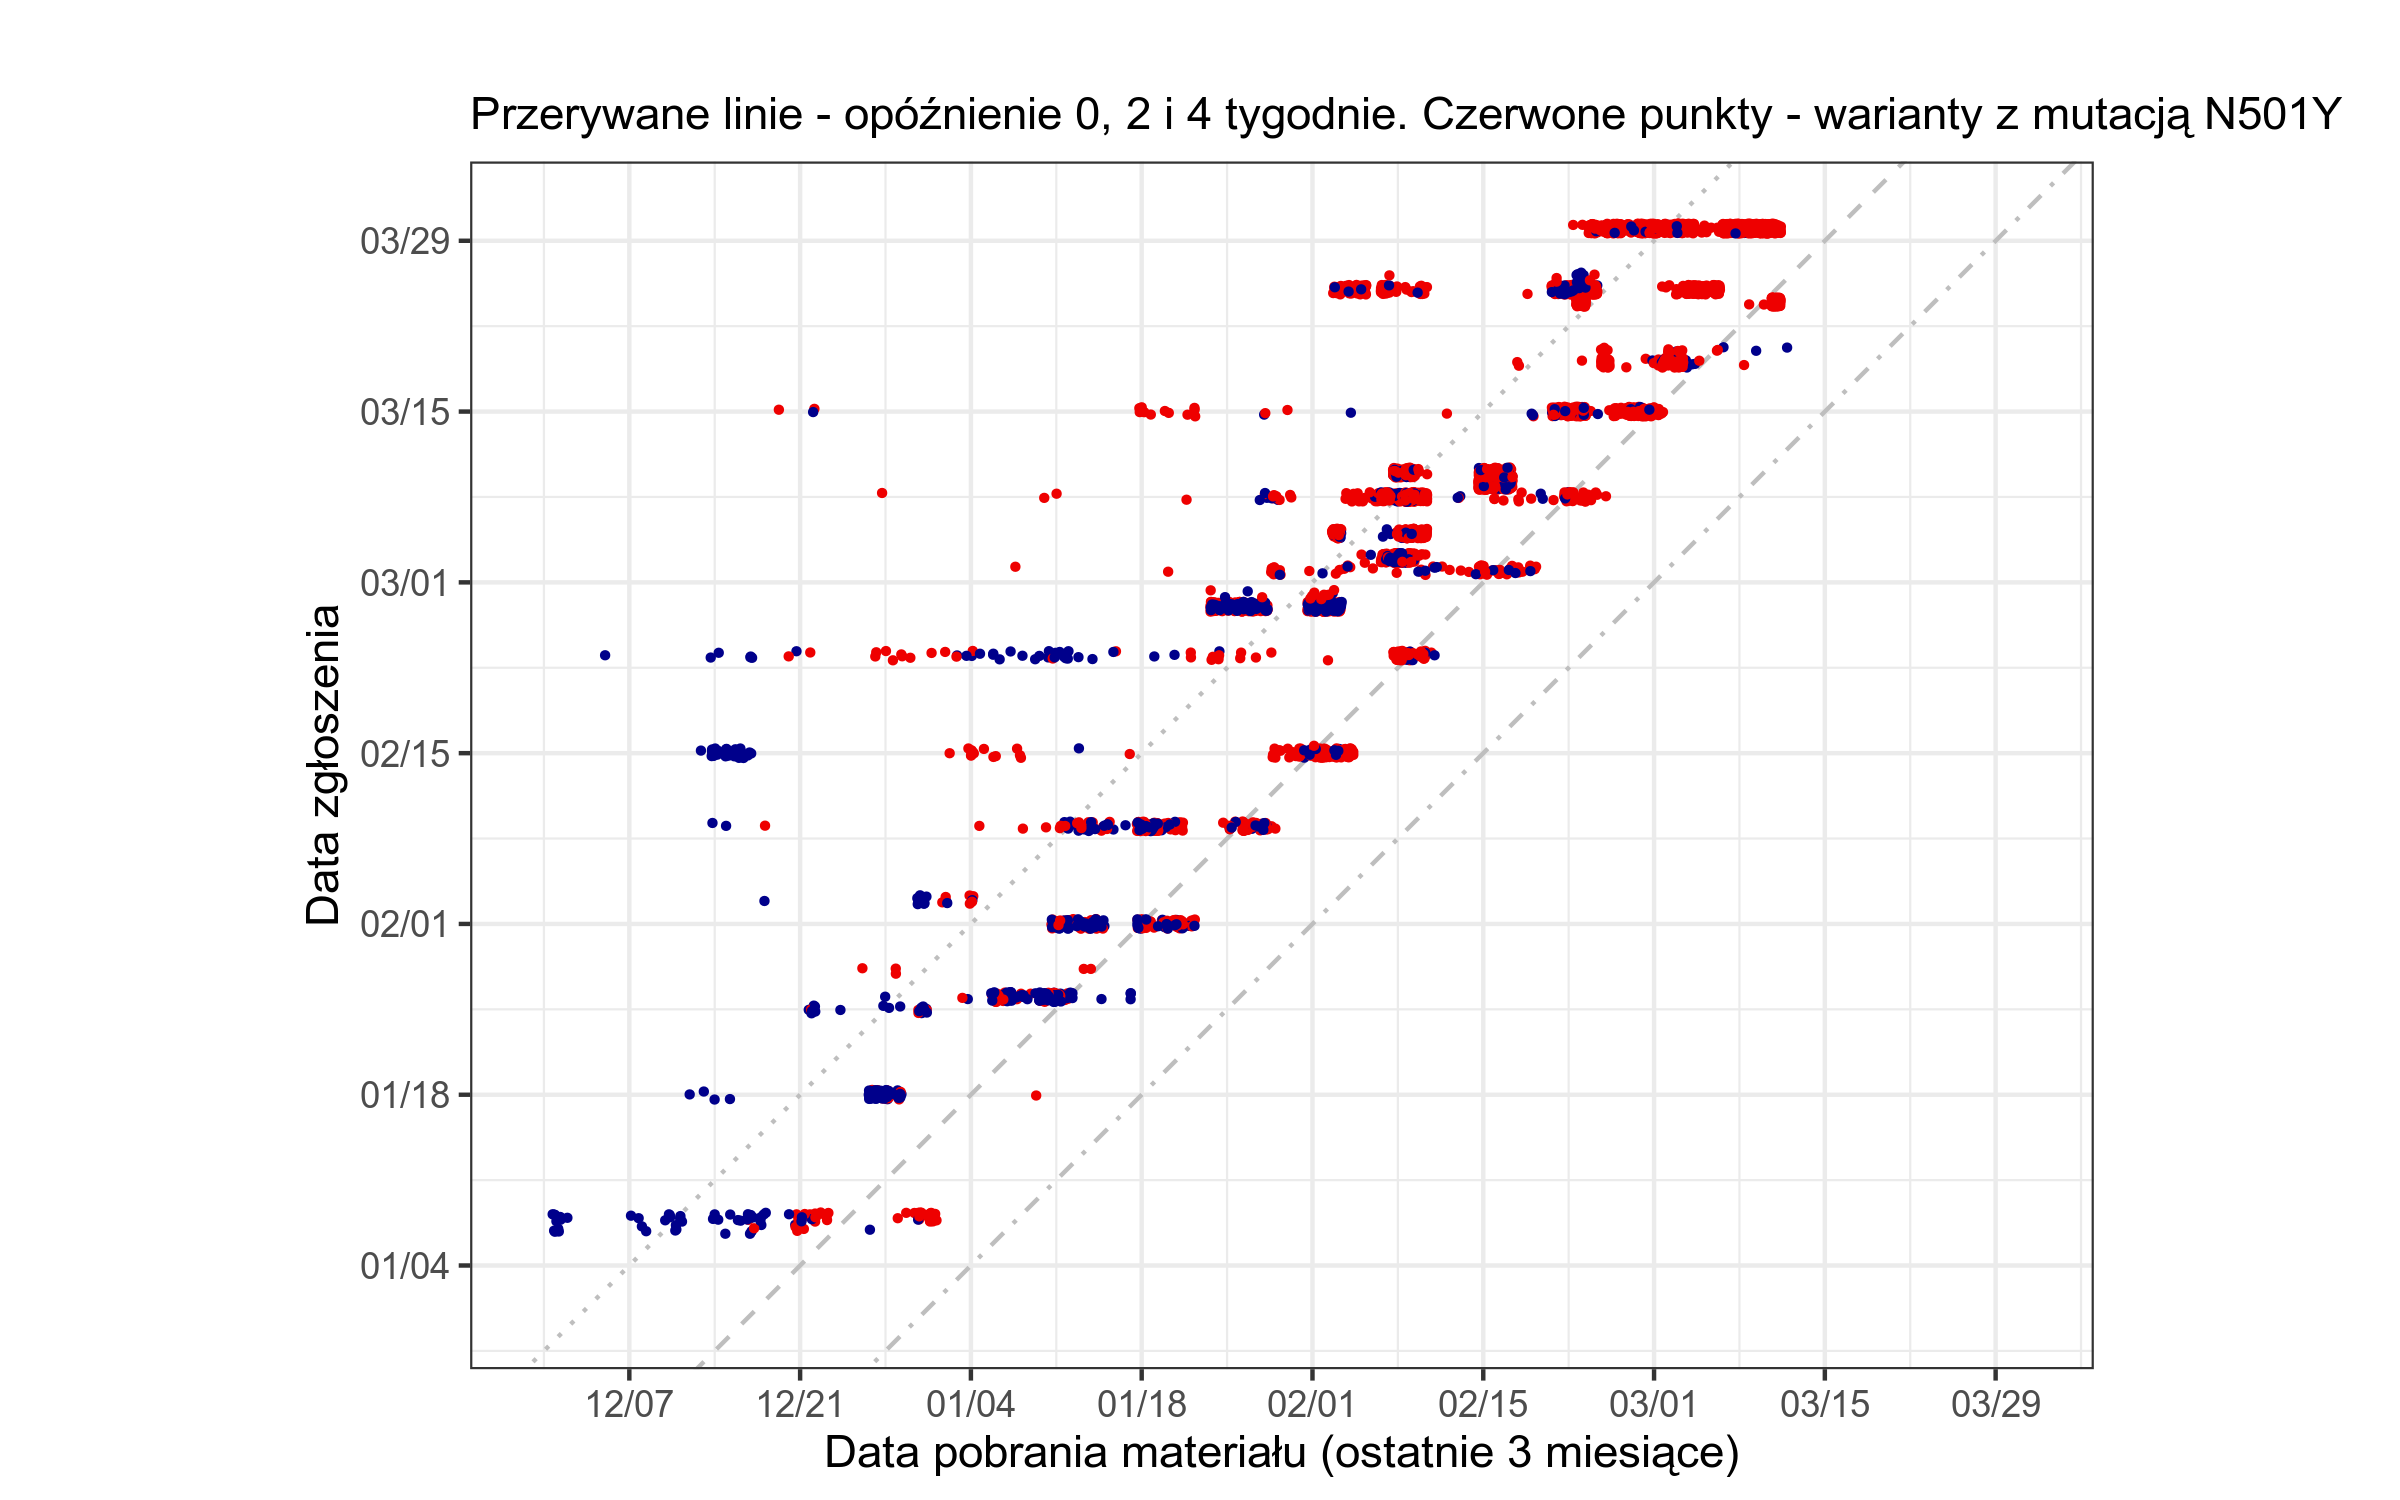 Przerywane linie - opóźnienie 0, 2 i 4 tygodnie. Czerwone punkty - warianty z mutacją N501Y
03/29
03/15
03/01
02/15
02/01
01/18
01/04
Data zgłoszenia
12/07 12/21 01/04 01/18 02/01 02/15 03/01 03/15 03/29
Data pobrania materiału (ostatnie 3 miesiące)